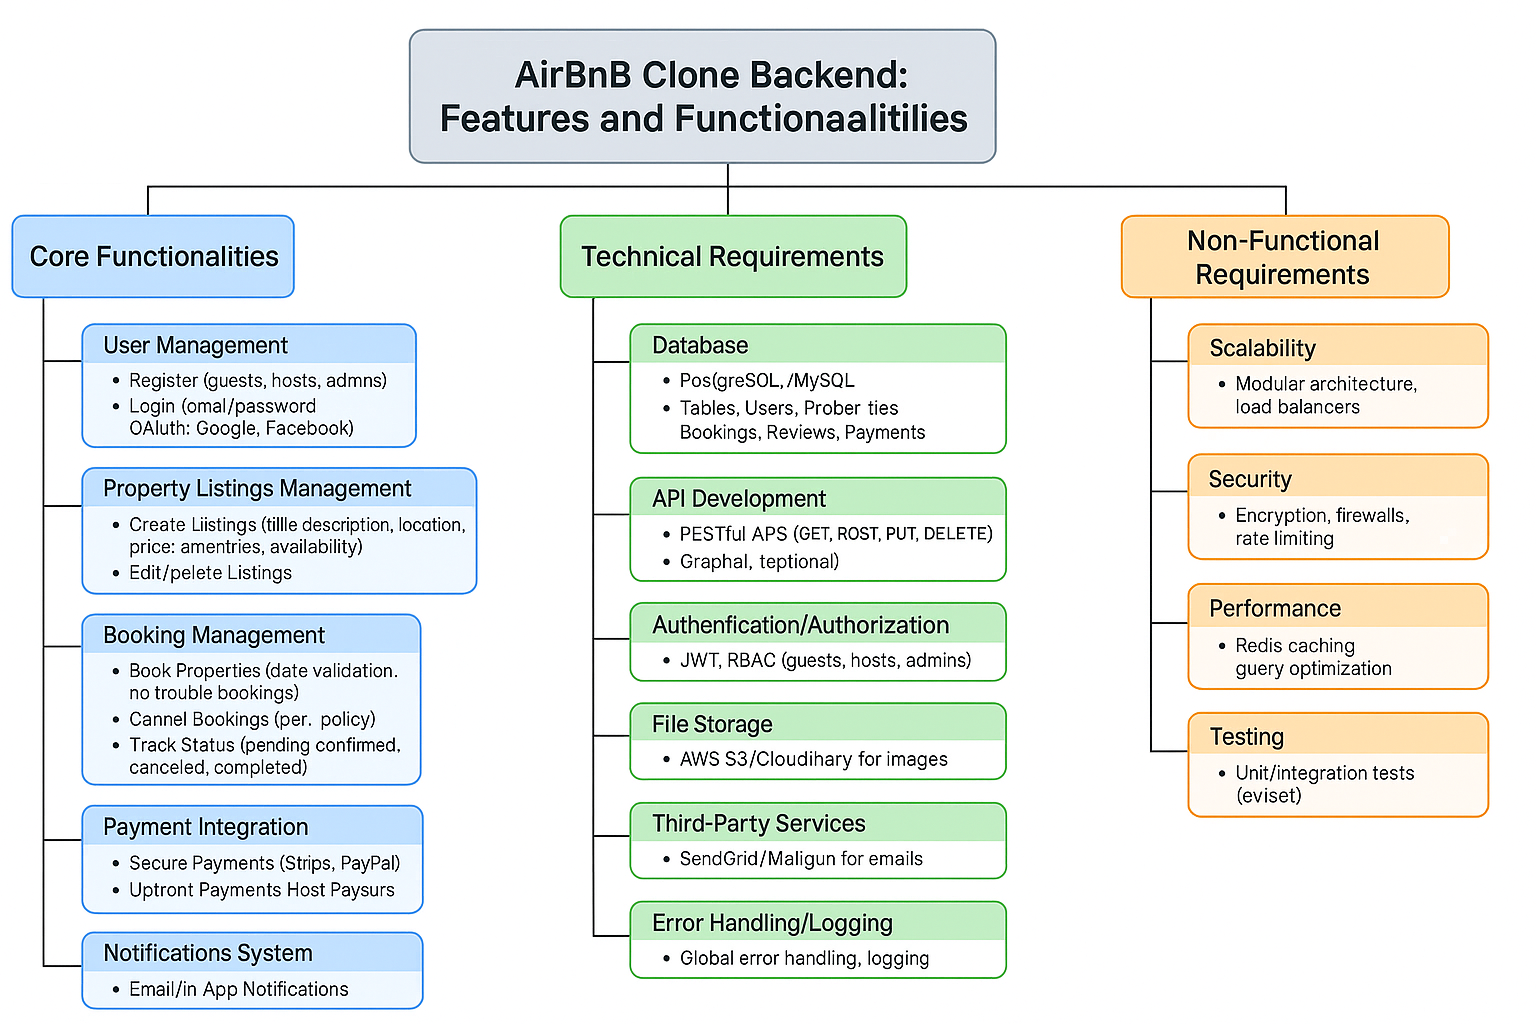 AirBnB Clone Backend:
Features and Functionaalitilies
Core Functionalities
User Management
• Register (guests, hosts, admns)
• Login (omal/password
OAluth: Google, Facebook)
Property Listings Management
• Create Liistings (tillle description, location,
price: amentries, availability)
• Edit/pelete Listings
Booking Management
• Book Properties (date validation.
no trouble bookings)
• Cannel Bookings (per. policy)
• Track Status (pending confirmed,
canceled, completed)
Payment Integration
• Secure Payments (Strips, PayPal)
• Uptront Payments Host Paysurs
Notifications System
• Email/in App Notifications
Technical Requirements
Database
• Pos(greSOL, /MySQL
• Tables, Users, Prober ties
Bookings, Reviews, Payments
API Development
• PESTful APS (GET, ROST, PUT, DELETE)
• Graphal, teptional)
Authenfication/Authorization
• JWT, RBAC (guests, hosts, admins)
File Storage
• AWS S3/Cloudihary for images
Third-Party Services
• SendGrid/Maligun for emails
Error Handling/Logging
• Global error handling, logging
Non-Functional
Requirements
Scalability
• Modular architecture,
load balancers
Security
• Encryption, firewalls,
rate limiting
Performance
• Redis caching
guery optimization
Testing
• Unit/integration tests
(eviset)